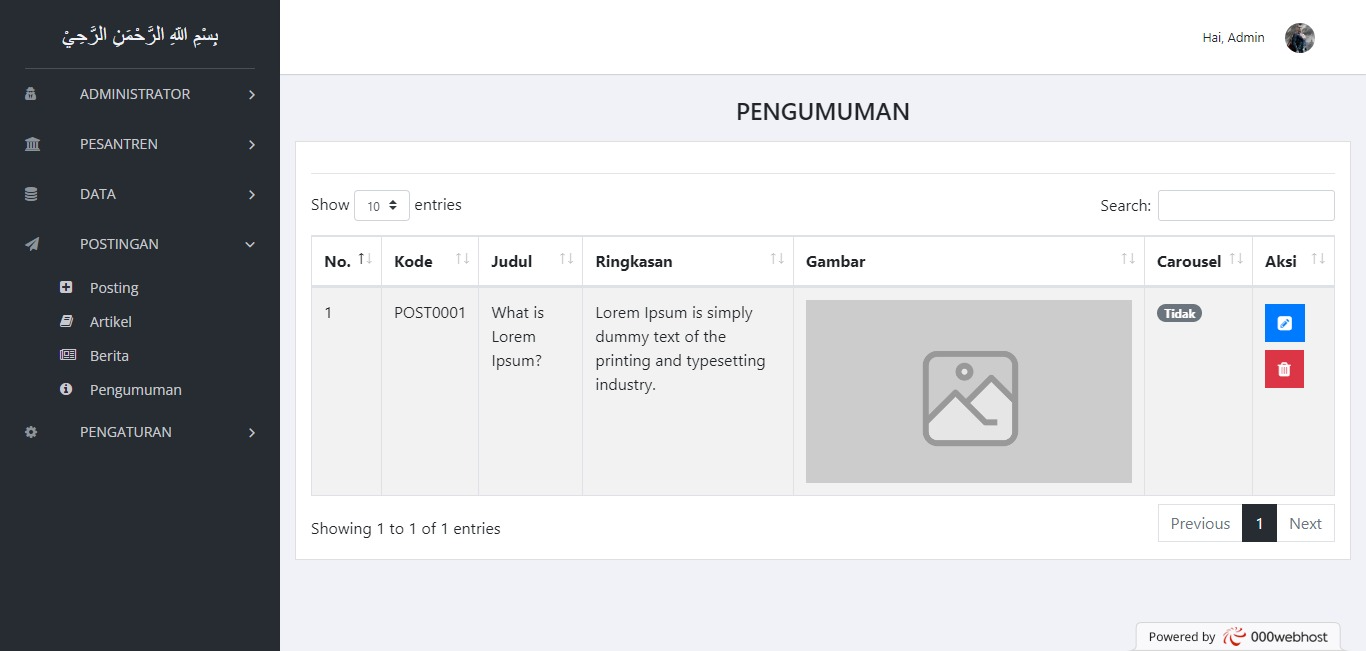 بِسْمِ اللّٰهِ الرَّحْمَنِ الرَّحِيْ
Hai, Admin
ADMINISTRATOR
PESANTREN
DATA
POSTINGAN
Posting
Artikel
Berita
Pengumuman
PENGATURAN
PENGUMUMAN
Show 10 entries
Search:
No. Kode Judul Ringkasan Gambar Carousel Aksi
1 POST0001 What is Lorem Ipsum is simply Tidak
Lorem dummy text of the
Ipsum? printing and typesetting
industry.
Showing 1 to 1 of 1 entries
Previous 1 Next
Powered by 000webhost